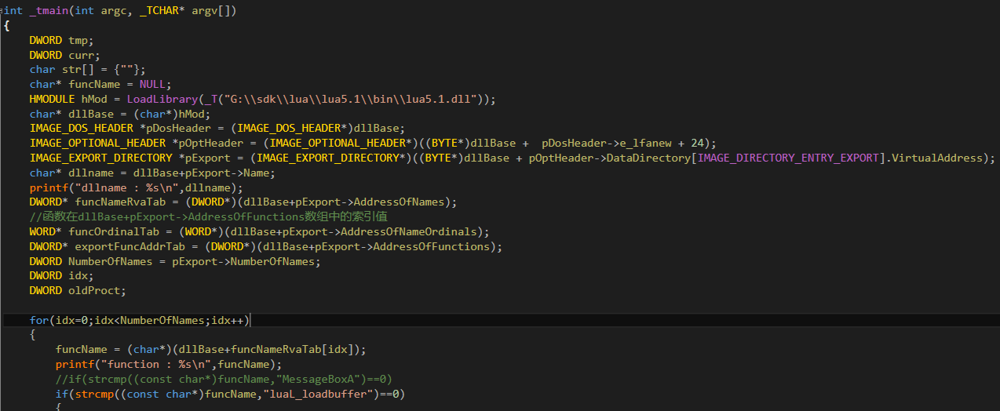 int _tmain(int argc, _TCHAR* argv[])
{
    DWORD tmp;
    DWORD curr;
    char str[] = {""};
    char* funcName = NULL;
    HMODULE hMod = LoadLibrary(_T("G:\\sdk\\lua\\lua5.1\\bin\\lua5.1.dll"));
    char* dllBase = (char*)hMod;
    IMAGE_DOS_HEADER *pDosHeader = (IMAGE_DOS_HEADER*)dllBase;
    IMAGE_OPTIONAL_HEADER *pOptHeader = (IMAGE_OPTIONAL_HEADER*)((BYTE*)dllBase +  pDosHeader->e_lfanew + 24);
    IMAGE_EXPORT_DIRECTORY *pExport = (IMAGE_EXPORT_DIRECTORY*)((BYTE*)dllBase + pOptHeader->DataDirectory[IMAGE_DIRECTORY_ENTRY_EXPORT].VirtualAddress);
    char* dllname = dllBase+pExport->Name;
    printf("dllname : %s\n",dllname);
    DWORD* funcNameRvaTab = (DWORD*)(dllBase+pExport->AddressOfNames);
    //函数在dllBase+pExport->AddressOfFunctions数组中的索引值
    WORD* funcOrdinalTab = (WORD*)(dllBase+pExport->AddressOfNameOrdinals);
    DWORD* exportFuncAddrTab = (DWORD*)(dllBase+pExport->AddressOfFunctions);
    DWORD NumberOfNames = pExport->NumberOfNames;
    DWORD idx;
    DWORD oldProct;
    for(idx=0;idx<NumberOfNames;idx++)
    {
        funcName = (char*)(dllBase+funcNameRvaTab[idx]);
        printf("function : %s\n",funcName);
        //if(strcmp((const char*)funcName,"MessageBoxA")==0)
        if(strcmp((const char*)funcName,"luaL_loadbuffer")==0)
        {